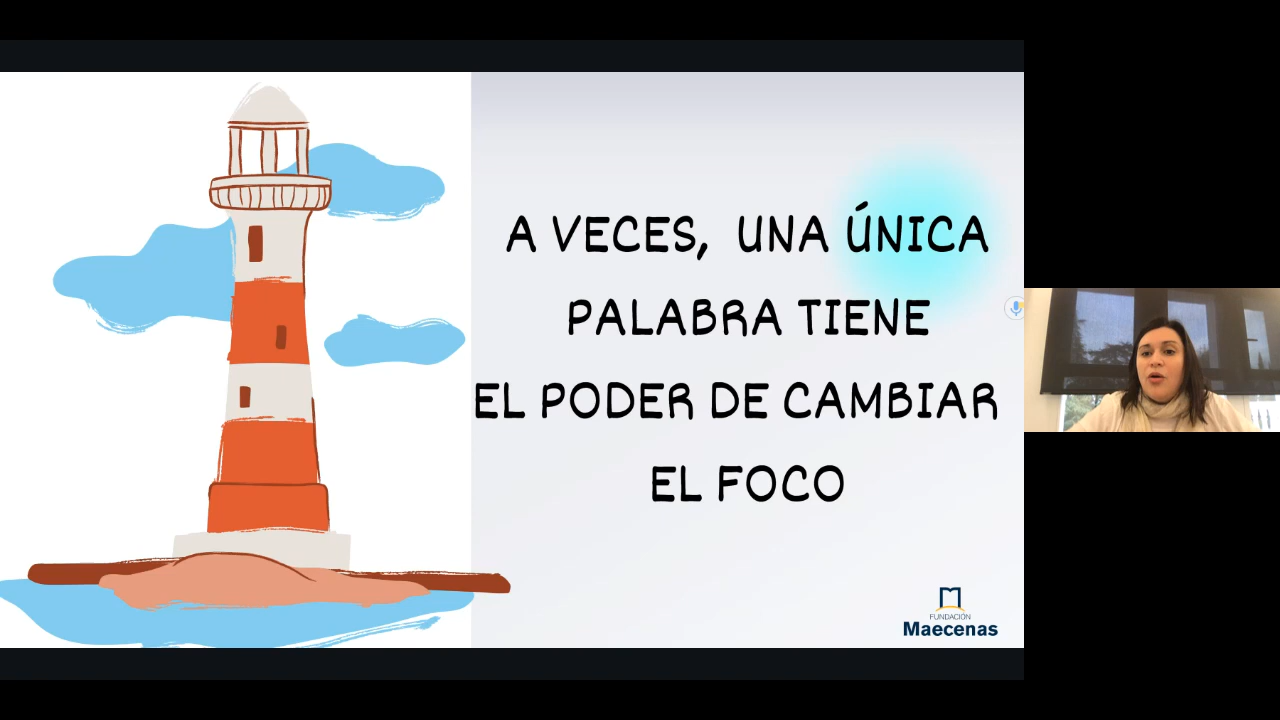 A VECES, UNA ÚNICA
PALABRA TIENE
EL PODER DE CAMBIAR
EL FOCO
FUNDACIÓN
Maecenas